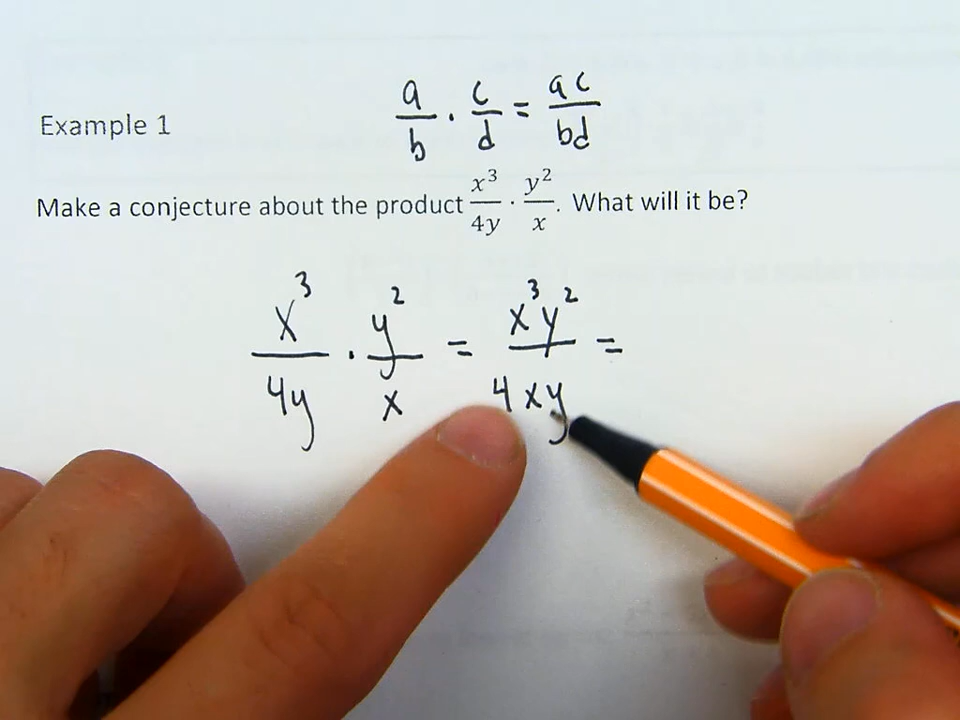 a/b · c/d = ac/bd
Example 1
Make a conjecture about the product x³/4y · y²/x. What will it be?
x³/4y · y²/x = x³y²/4xy =